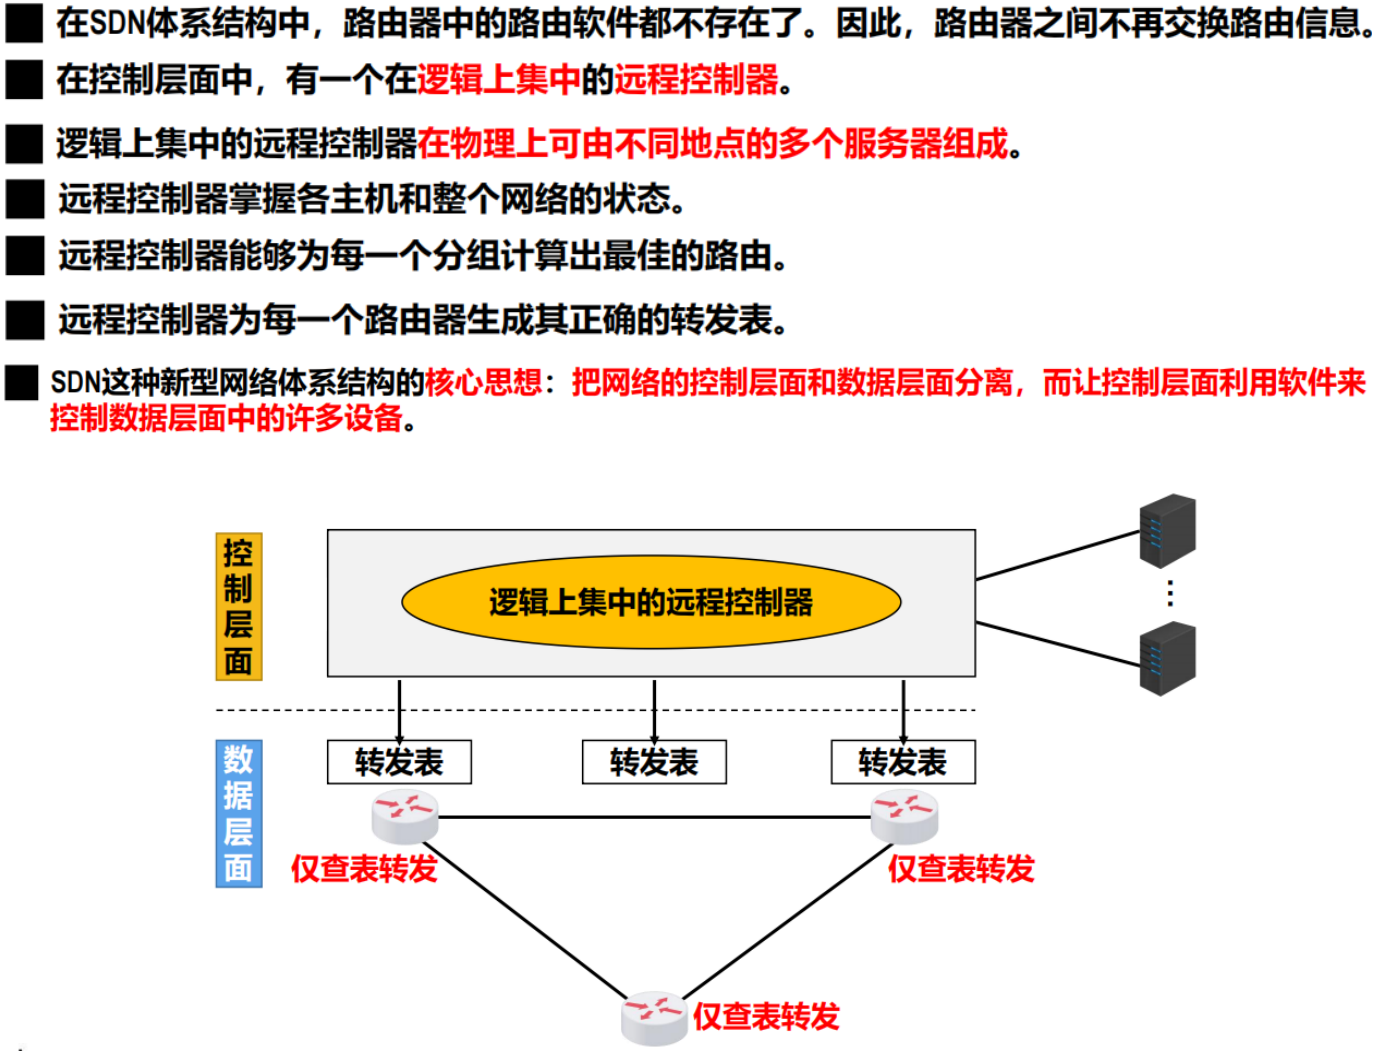 在SDN体系结构中，路由器中的路由软件都不存在了。因此，路由器之间不再交换路由信息。
在控制层面中，有一个在逻辑上集中的远程控制器。
逻辑上集中的远程控制器在物理上可由不同地点的多个服务器组成。
远程控制器掌握各主机和整个网络的状态。
远程控制器能够为每一个分组计算出最佳的路由。
远程控制器为每一个路由器生成其正确的转发表。
SDN这种新型网络体系结构的核心思想：把网络的控制层面和数据层面分离，而让控制层面利用软件来
控制数据层面中的许多设备。
控制层面
逻辑上集中的远程控制器
数据层面
转发表
转发表
转发表
仅查表转发
仅查表转发
仅查表转发